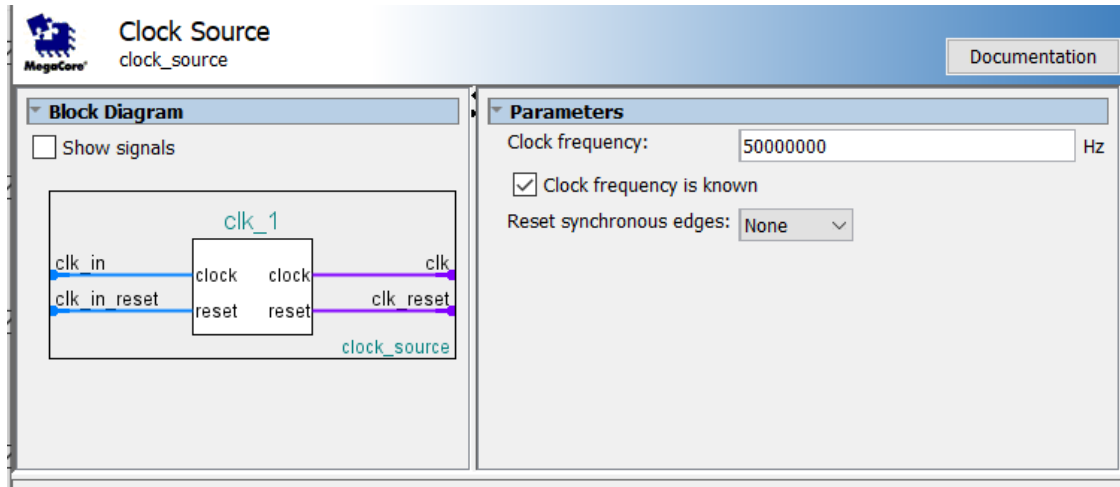 Clock Source
clock_source
MegaCore®
Documentation
Block Diagram
Show signals
clk_1
clk_in
clock
clock
clk
clk_in_reset
reset
reset
clk_reset
clock_source
Parameters
Clock frequency:
50000000
Hz
Clock frequency is known
Reset synchronous edges:
None